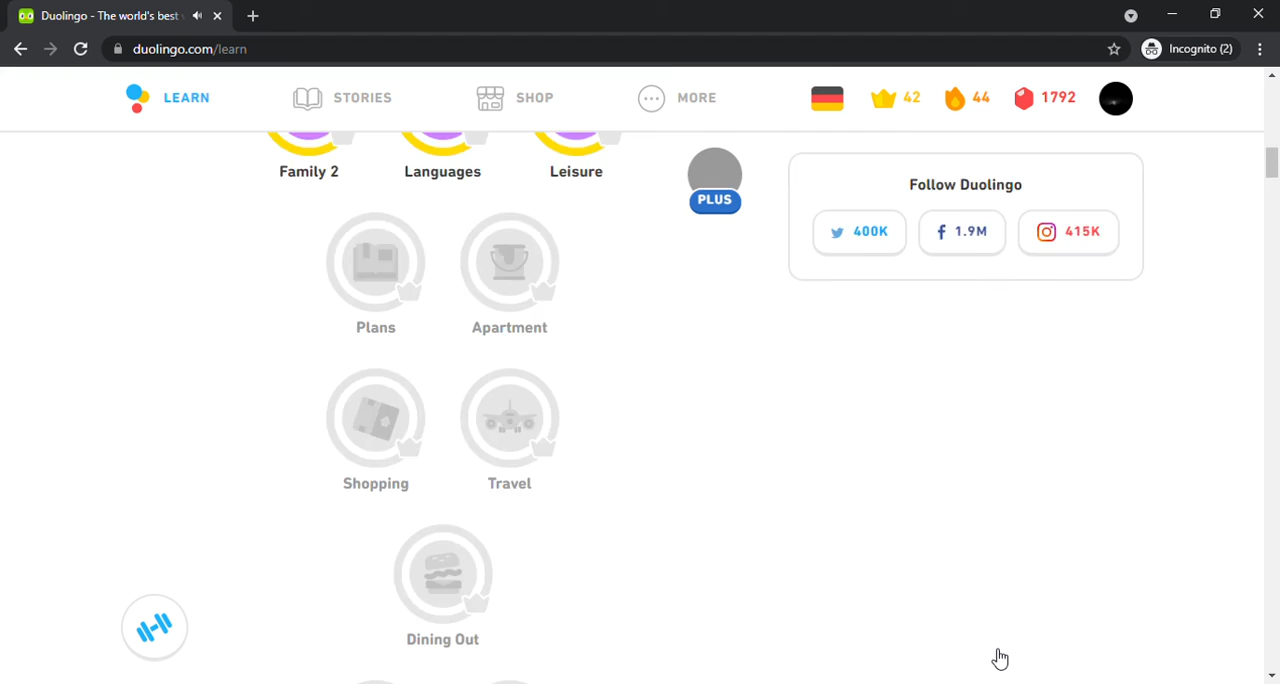 Duolingo - The world's best
duolingo.com/learn
Incognito (2)
LEARN
STORIES
SHOP
MORE
42
44
1792
Family 2
Languages
Leisure
PLUS
Follow Duolingo
400K
1.9M
415K
Plans
Apartment
Shopping
Travel
Dining Out